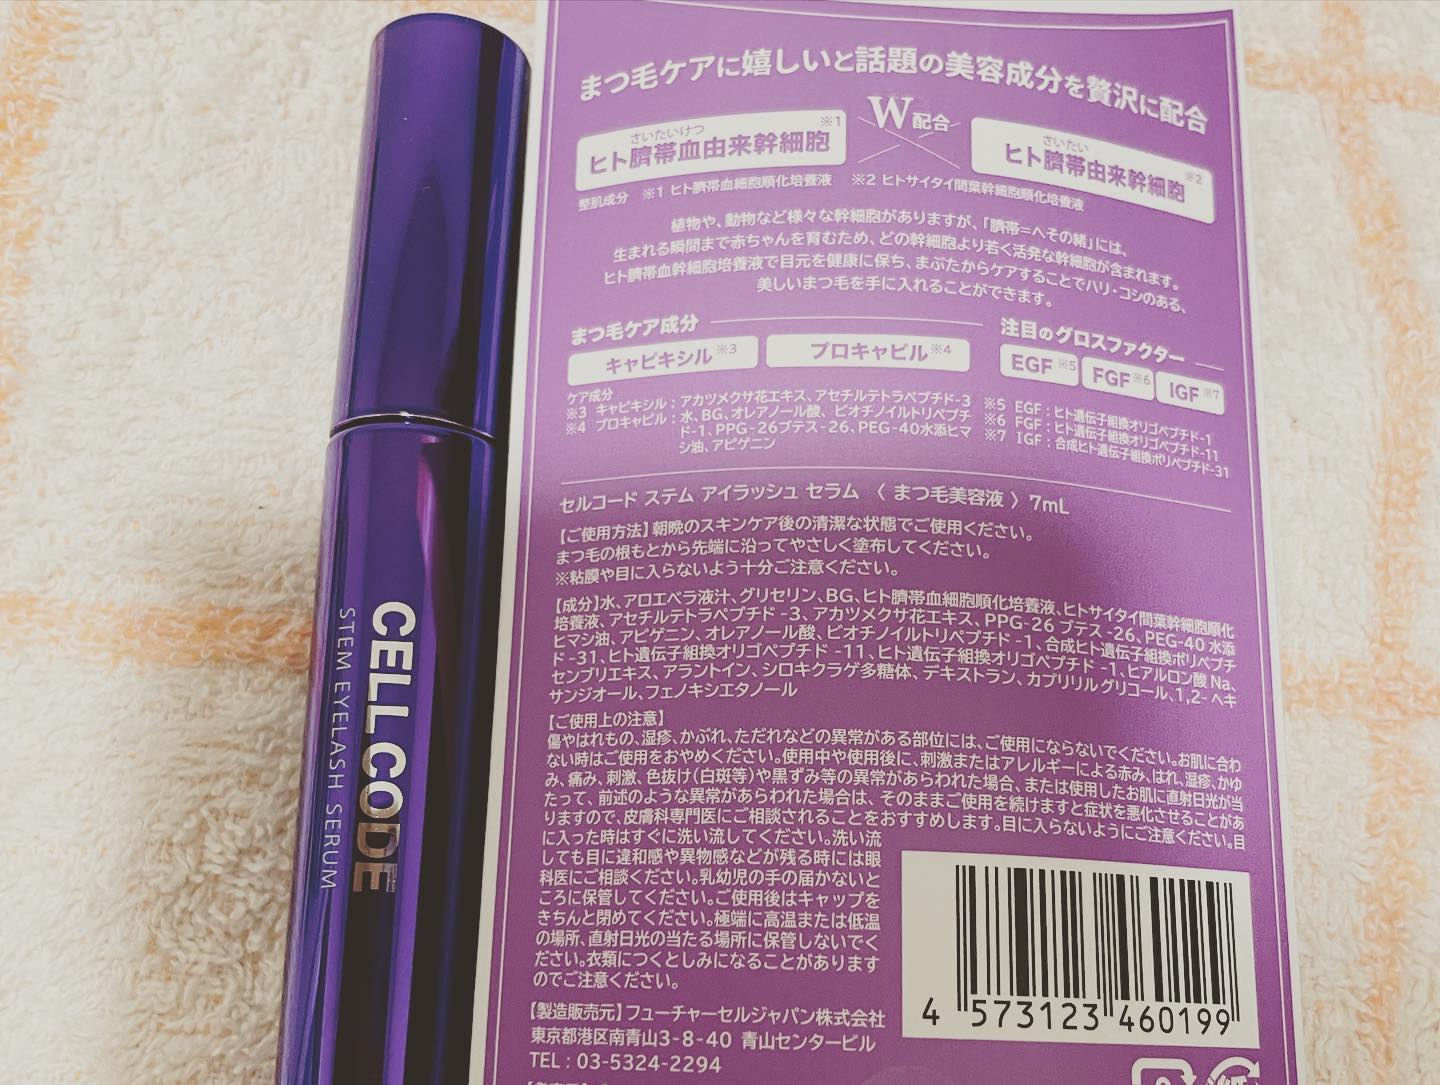 CELLCODE
STEM EYELASH SERUM
まつ毛ケアに嬉しいと話題の美容成分を贅沢に配合
さいたいけつ
ヒト臍帯血由来幹細胞 ※1
W配合
さいたい
ヒト臍帯由来幹細胞 ※2
整肌成分 ※1 ヒト臍帯血細胞順化培養液 ※2 ヒトサイタイ間葉幹細胞順化培養液
植物や、動物など様々な幹細胞がありますが、「臍帯=へその緒」には、
生まれる瞬間まで赤ちゃんを育むため、どの幹細胞より若く活発な幹細胞が含まれます。
ヒト臍帯血幹細胞培養液で目元を健康に保ち、まぶたからケアすることでハリ・コシのある、
美しいまつ毛を手に入れることができます。
まつ毛ケア成分
キャピキシル ※3
プロキャピル ※4
ケア成分
※3 キャピキシル : アカツメクサ花エキス、アセチルテトラペプチド-3
※4 プロキャピル : 水、BG、オレアノール酸、ビオチノイルトリペプチ
ド-1、PPG-26ブテス-26、PEG-40水添ヒマ
シ油、アピゲニン
注目のグロスファクター
EGF ※5
FGF ※6
IGF ※7
※5 EGF : ヒト遺伝子組換オリゴペプチド-1
※6 FGF : ヒト遺伝子組換オリゴペプチド-11
※7 IGF : 合成ヒト遺伝子組換ポリペプチド-31
セルコード ステム アイラッシュ セラム 〈 まつ毛美容液 〉 7mL
【ご使用方法】朝晩のスキンケア後の清潔な状態でご使用ください。
まつ毛の根もとから先端に沿ってやさしく塗布してください。
※粘膜や目に入らないよう十分ご注意ください。
【成分】水、アロエベラ液汁、グリセリン、BG、ヒト臍帯血細胞順化培養液、ヒトサイタイ間葉幹細胞順化
培養液、アセチルテトラペプチド -3、アカツメクサ花エキス、PPG-26 ブテス -26、PEG-40 水添
ヒマシ油、アピゲニン、オレアノール酸、ビオチノイルトリペプチド -1、合成ヒト遺伝子組換ポリペプチ
ド -31、ヒト遺伝子組換オリゴペプチド -11、ヒト遺伝子組換オリゴペプチド -1、ヒアルロン酸 Na、
センブリエキス、アラントイン、シロキクラゲ多糖体、デキストラン、カプリリルグリコール、1,2- ヘキ
サンジオール、フェノキシエタノール
【ご使用上の注意】
傷やはれもの、湿疹、かぶれ、ただれなどの異常がある部位には、ご使用にならないでください。お肌に合わ
ない時はご使用をおやめください。使用中や使用後に、刺激またはアレルギーによる赤み、はれ、湿疹、かゆ
み、痛み、刺激、色抜け(白斑等)や黒ずみ等の異常があらわれた場合、または使用したお肌に直射日光が当
たって、前述のような異常があらわれた場合は、そのままご使用を続けますと症状を悪化させることがあ
りますので、皮膚科専門医にご相談されることをおすすめします。目に入らないようにご注意ください。目
に入った時はすぐに洗い流してください。洗い流
しても目に違和感や異物感などが残る時には眼
科医にご相談ください。乳幼児の手の届かないと
ころに保管してください。ご使用後はキャップを
きちんと閉めてください。極端に高温または低温
の場所、直射日光の当たる場所に保管しないでく
ださい。衣類につくとしみになることがあります
のでご注意ください。
【製造販売元】フューチャーセルジャパン株式会社
東京都港区南青山3-8-40 青山センタービル
TEL : 03-5324-2294
4 573123 460199